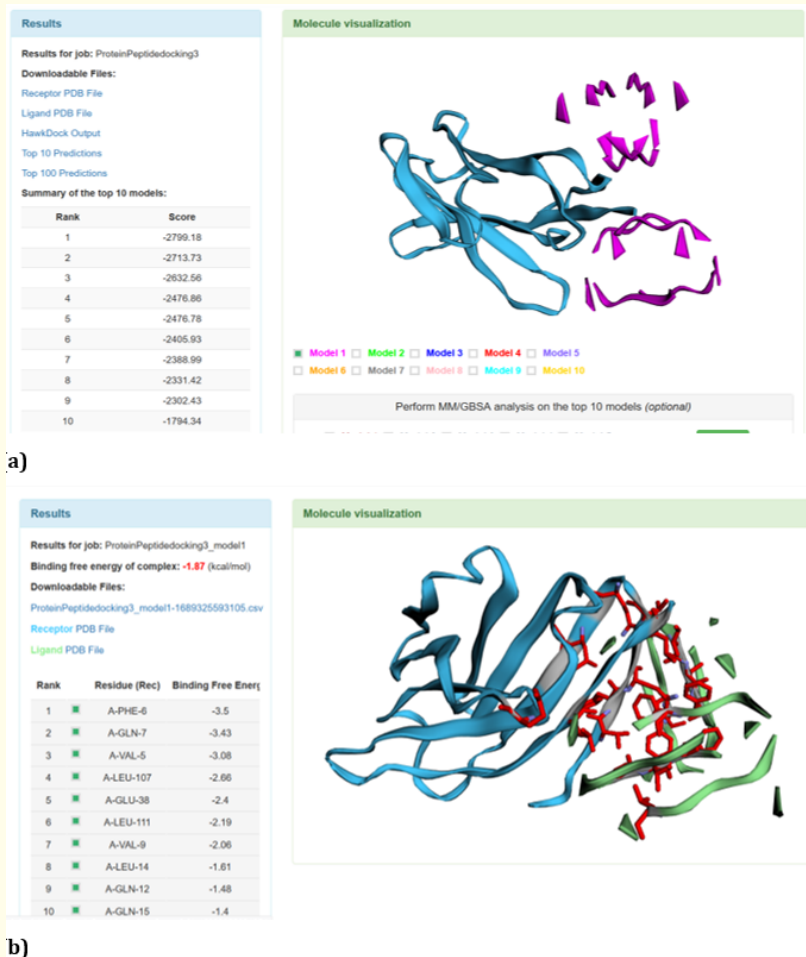 Results
Results for job: ProteinPeptidedocking3
Downloadable Files:
Receptor PDB File
Ligand PDB File
HawkDock Output
Top 10 Predictions
Top 100 Predictions
Summary of the top 10 models:
Rank Score
1 -2799.18
2 -2713.73
3 -2632.56
4 -2476.86
5 -2476.78
6 -2405.93
7 -2388.99
8 -2331.42
9 -2302.43
10 -1794.34
Molecule visualization
Model 1 Model 2 Model 3 Model 4 Model 5
Model 6 Model 7 Model 8 Model 9 Model 10
Perform MM/GBSA analysis on the top 10 models (optional)
a)
Results
Results for job: ProteinPeptidedocking3_model1
Binding free energy of complex: -1.87 (kcal/mol)
Downloadable Files:
ProteinPeptidedocking3_model1-1689325593105.csv
Receptor PDB File
Ligand PDB File
Rank Residue (Rec) Binding Free Energ
1 A-PHE-6 -3.5
2 A-GLN-7 -3.43
3 A-VAL-5 -3.08
4 A-LEU-107 -2.66
5 A-GLU-38 -2.4
6 A-LEU-111 -2.19
7 A-VAL-9 -2.06
8 A-LEU-14 -1.61
9 A-GLN-12 -1.48
10 A-GLN-15 -1.4
Molecule visualization
b)